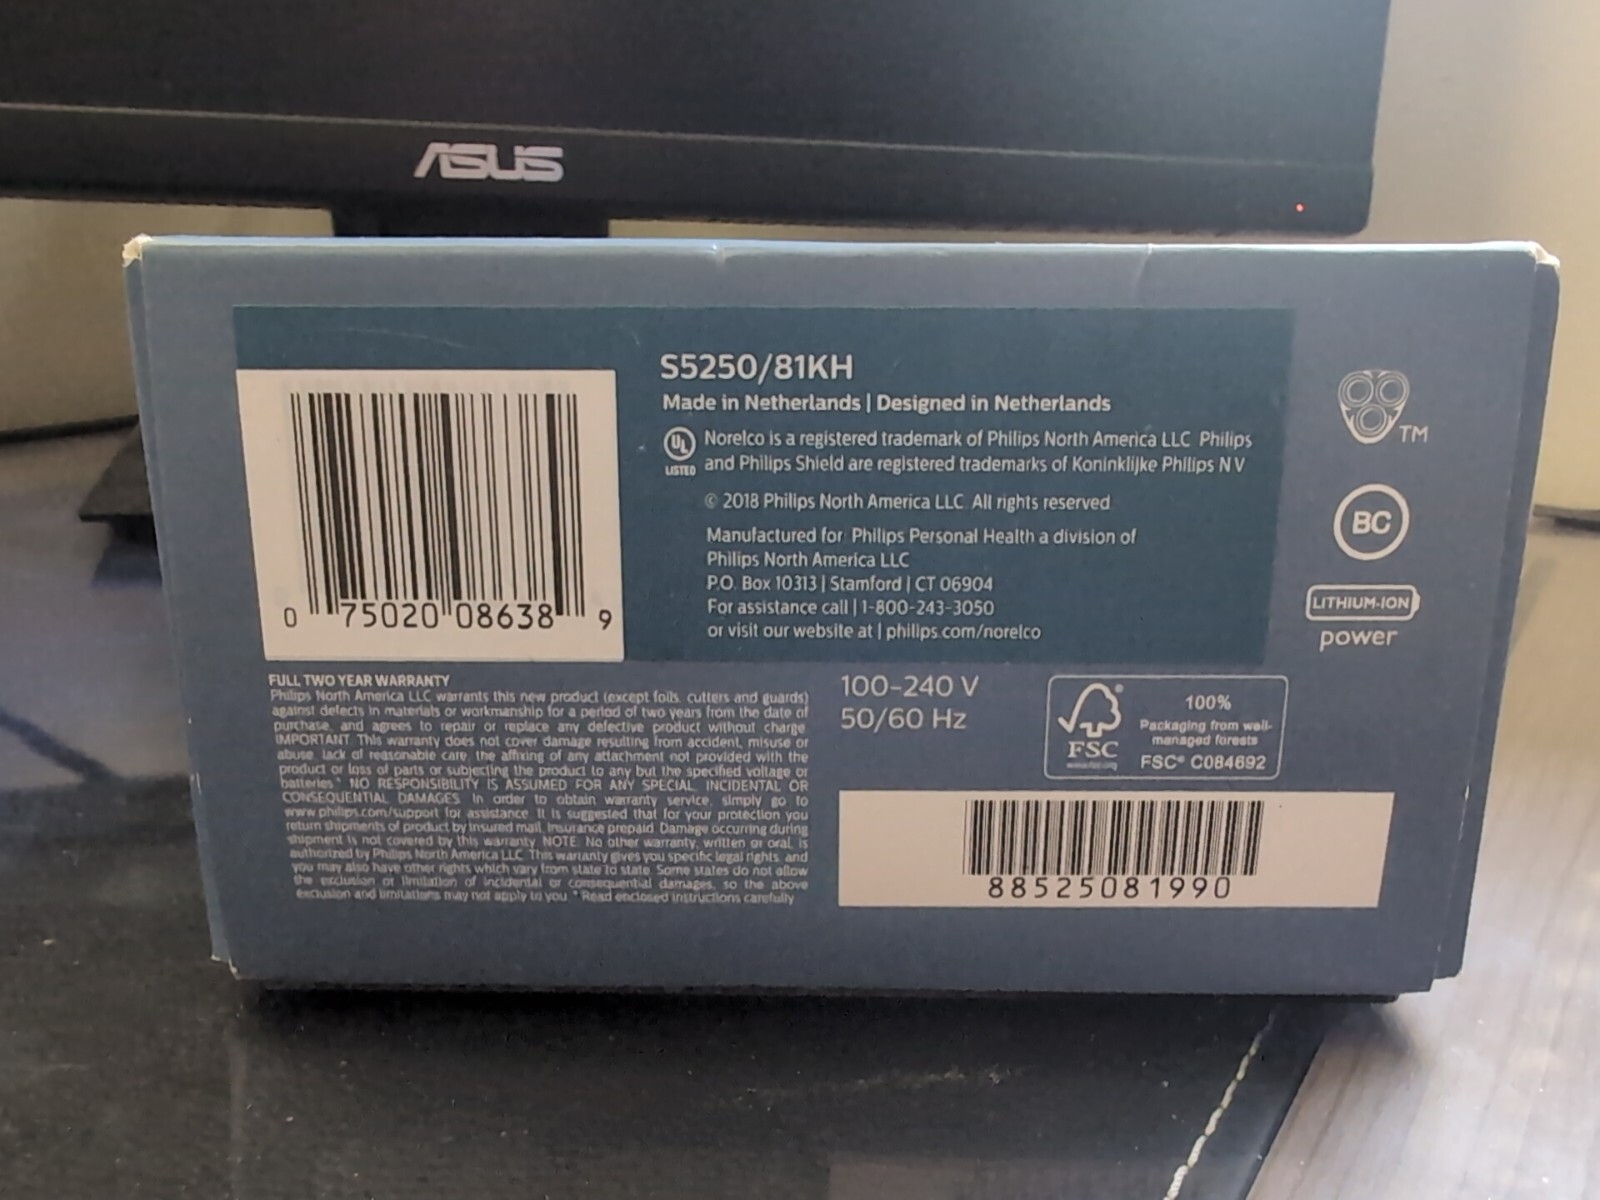 ASUS
S5250/81KH
Made in Netherlands | Designed in Netherlands
UL
LISTED
Norelco is a registered trademark of Philips North America LLC Philips
and Philips Shield are registered trademarks of Koninklijke Philips N V
© 2018 Philips North America LLC All rights reserved
Manufactured for Philips Personal Health a division of
Philips North America LLC
P.O. Box 10313 | Stamford | CT 06904
For assistance call | 1-800-243-3050
or visit our website at | philips.com/norelco
0 75020 08638 9
TM
BC
LITHIUM-ION
power
FULL TWO YEAR WARRANTY
Philips North America LLC warrants this new product (except foils, cutters and guards)
against defects in materials or workmanship for a period of two years from the date of
purchase, and agrees to repair or replace any defective product without charge.
IMPORTANT This warranty does not cover damage resulting from accident, misuse or
abuse, lack of reasonable care, the affixing of any attachment not provided with the
product or loss of parts or subjecting the product to any but the specified voltage or
batteries * NO RESPONSIBILITY IS ASSUMED FOR ANY SPECIAL, INCIDENTAL OR
CONSEQUENTIAL DAMAGES. In order to obtain warranty service, simply go to
www.philips.com/support for assistance. It is suggested that for your protection you
return shipments of product by insured mail, insurance prepaid. Damage occurring during
shipment is not covered by this warranty. NOTE. No other warranty, written or oral, is
authorized by Philips North America LLC. This warranty gives you specific legal rights, and
you may also have other rights which vary from state to state. Some states do not allow
the exclusion or limitation of incidental or consequential damages, so the above
exclusion and limitations may not apply to you. * Read enclosed instructions carefully
100-240 V
50/60 Hz
FSC®
www.fsc.org
100%
Packaging from well-
managed forests
FSC® C084692
88525081990